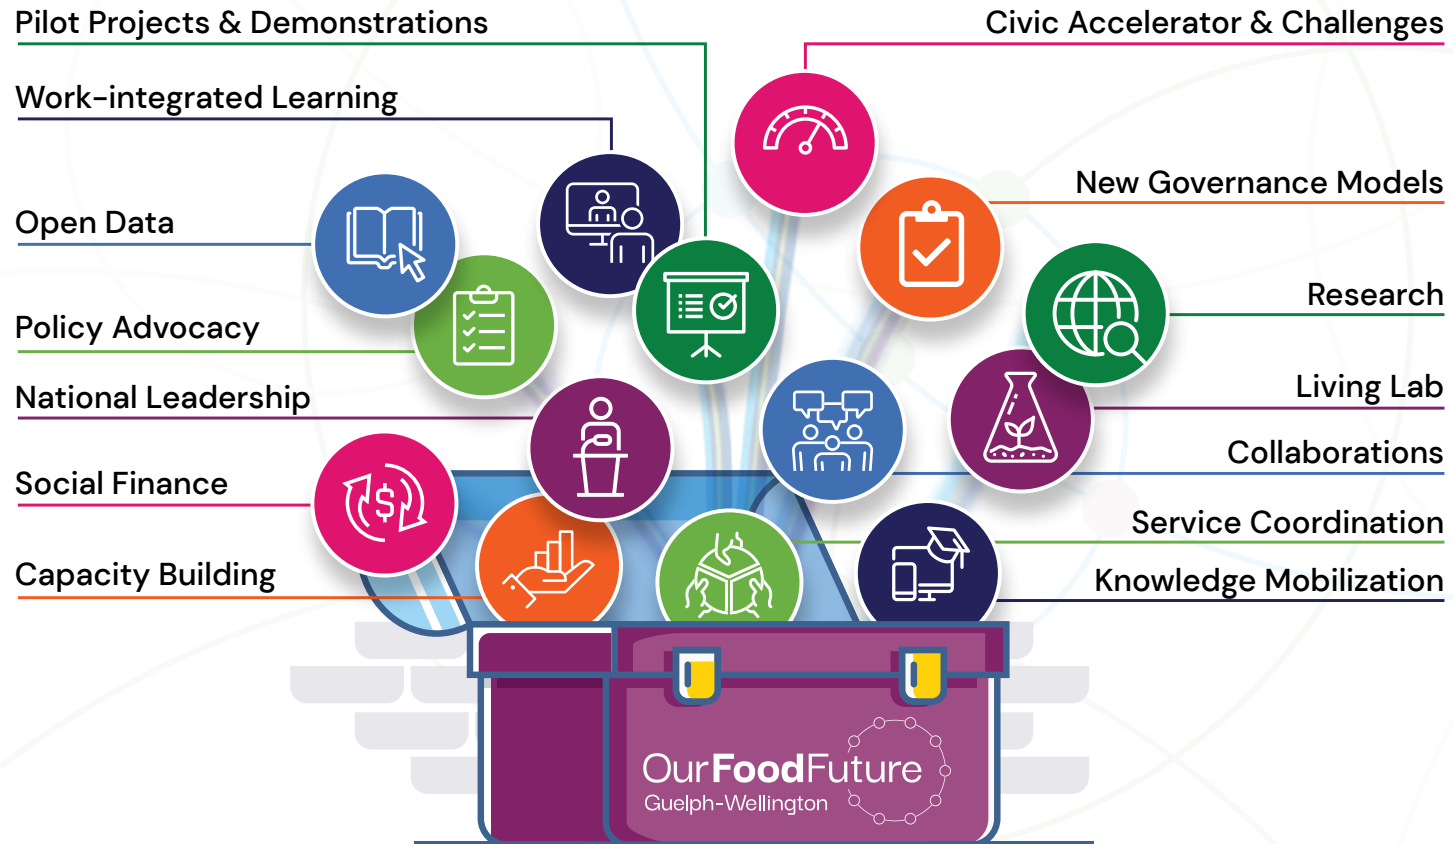 Pilot Projects & Demonstrations
Work-integrated Learning
Open Data
Policy Advocacy
National Leadership
Social Finance
Capacity Building
Civic Accelerator & Challenges
New Governance Models
Research
Living Lab
Collaborations
Service Coordination
Knowledge Mobilization
$
OurFoodFuture
Guelph-Wellington